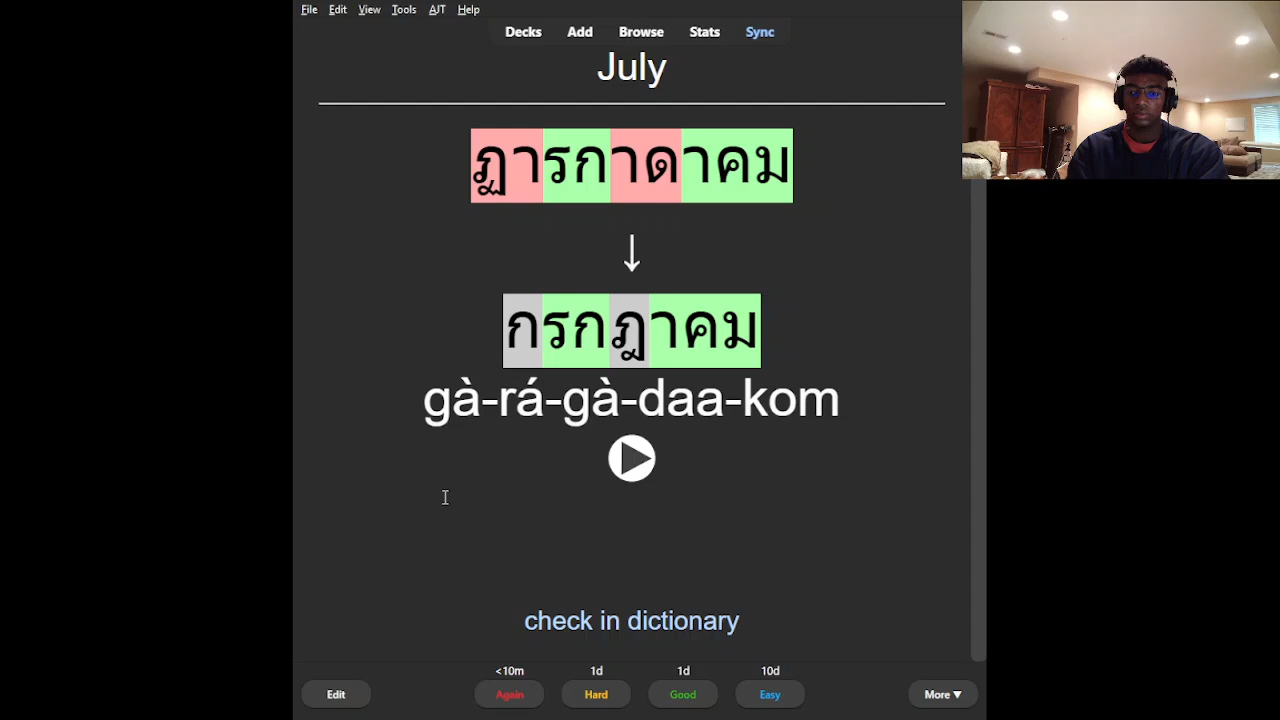 File Edit View Tools AJT Help
Decks Add Browse Stats Sync
July
ฏารกาดาคม
↓
กรกฎาคม
gà-rá-gà-daa-kom
check in dictionary
<10m 1d 1d 10d
Edit Again Hard Good Easy More ▼